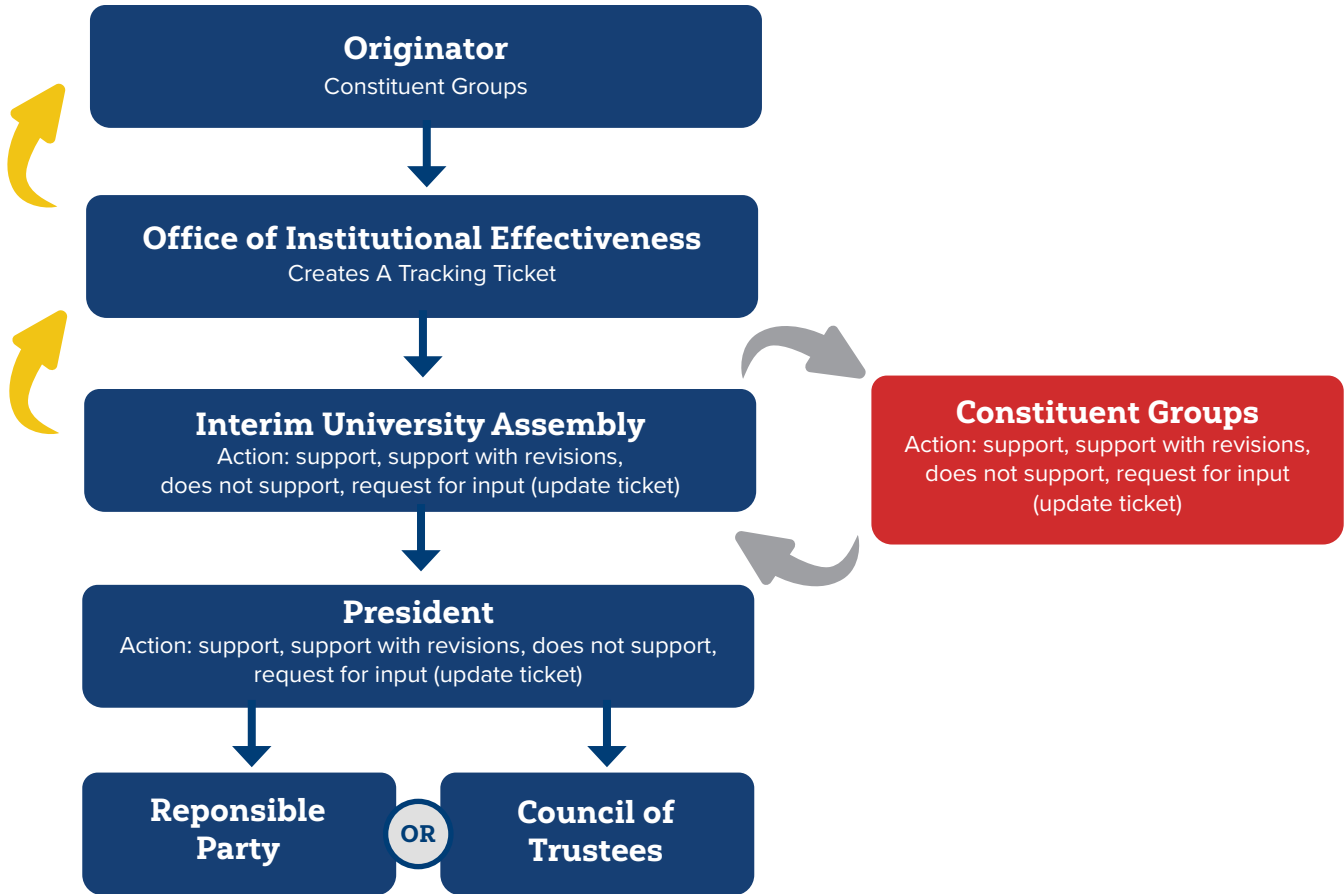 Originator
Constituent Groups
Office of Institutional Effectiveness
Creates A Tracking Ticket
Interim University Assembly
Action: support, support with revisions,
does not support, request for input (update ticket)
Constituent Groups
Action: support, support with revisions,
does not support, request for input
(update ticket)
President
Action: support, support with revisions, does not support,
request for input (update ticket)
Reponsible
Party
OR
Council of
Trustees